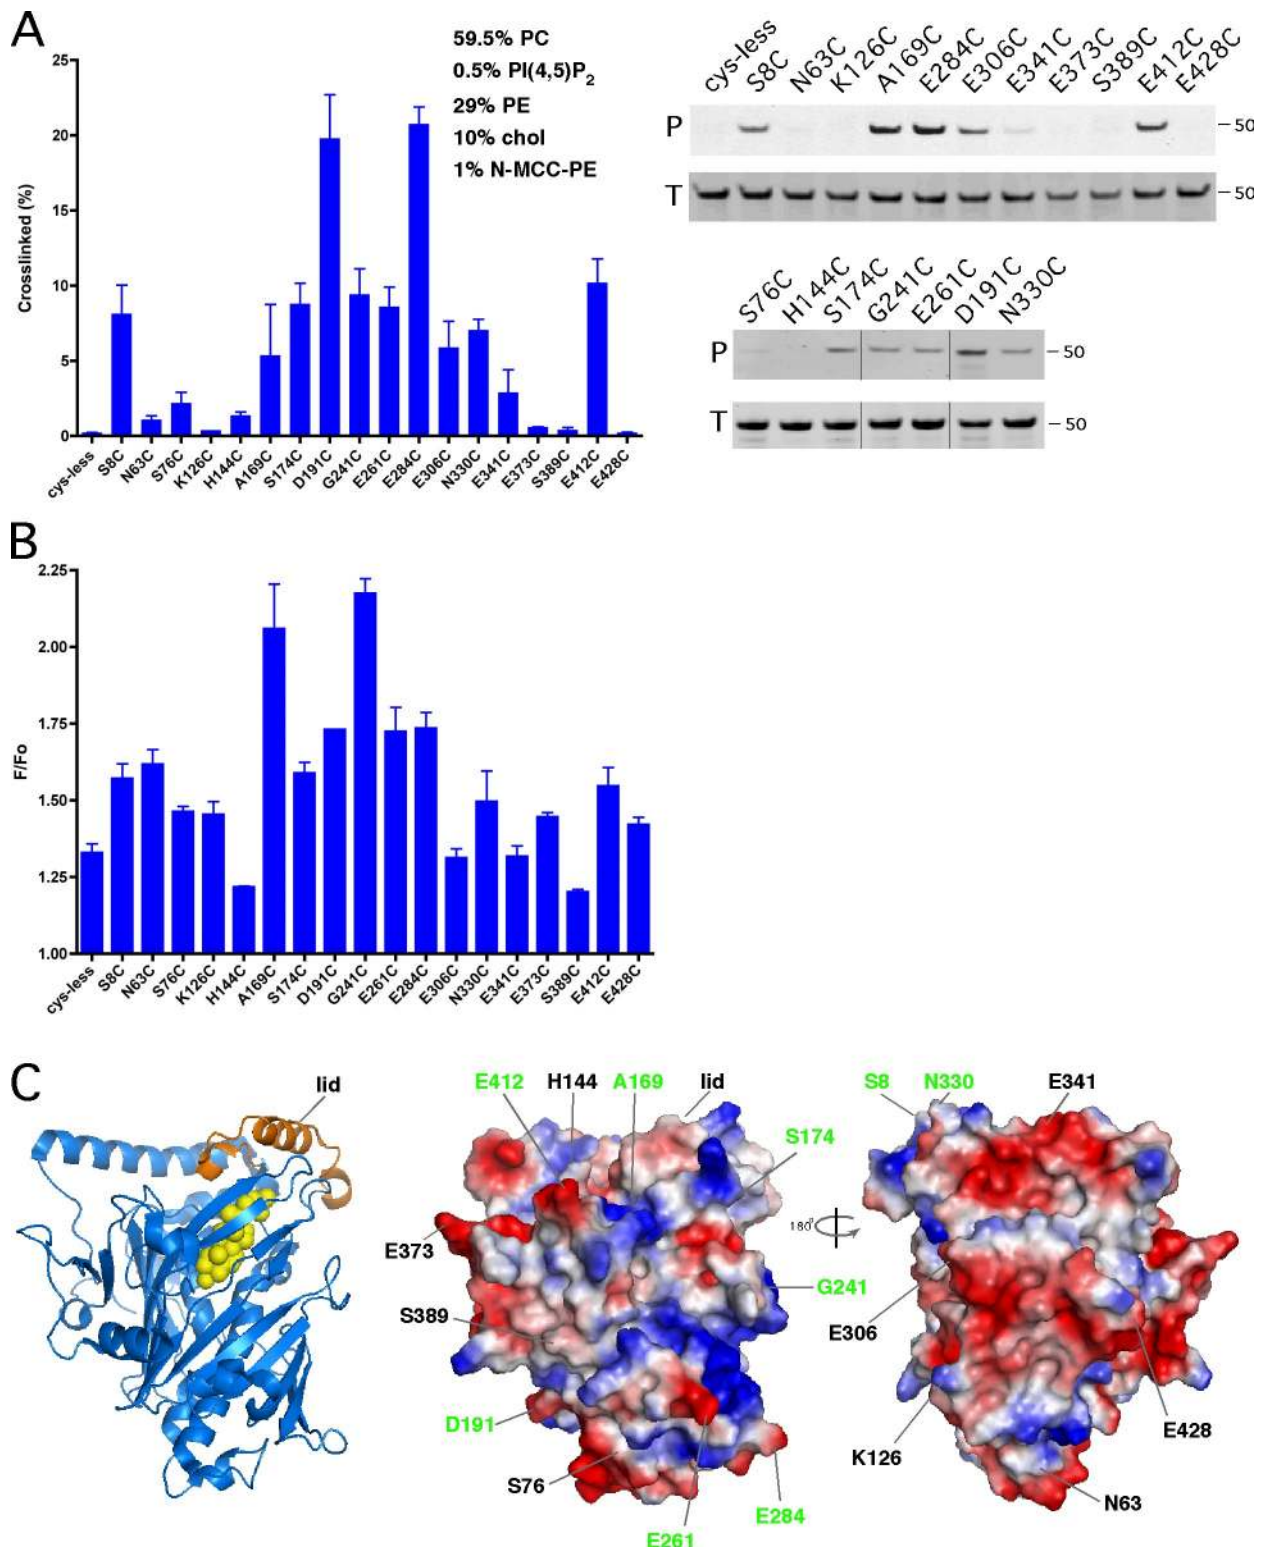 A
59.5% PC
0.5% PI(4,5)P2
29% PE
10% chol
1% N-MCC-PE
Crosslinked (%)
25
20
15
10
5
0
cys-less S8C N63C S76C K126C H144C A169C S174C D191C G241C E261C E284C E306C N330C E341C E373C S389C E412C E428C
cys-less S8C N63C K126C A169C E284C E306C E341C E373C S389C E412C E428C
P 50
T 50
S76C H144C S174C G241C E261C D191C N330C
P 50
T 50
B
F/Fo
2.25
2.00
1.75
1.50
1.25
1.00
cys-less S8C N63C S76C K126C H144C A169C S174C D191C G241C E261C E284C E306C N330C E341C E373C S389C E412C E428C
C
lid
E412 H144 A169 lid
S174
E373
G241
S389
D191
S76
E284
E261
180°
S8 N330 E341
E306
K126
E428
N63